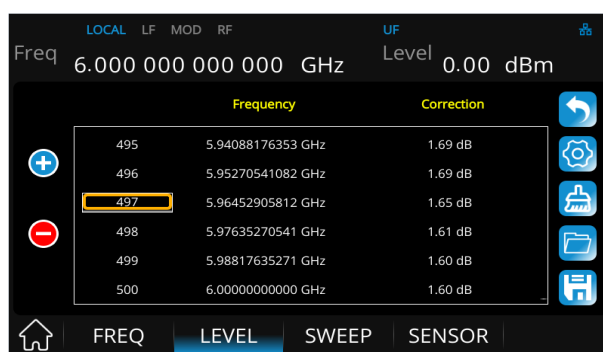 LOCAL LF MOD RF UF
Freq 6.000 000 000 000 GHz Level 0.00 dBm
Frequency Correction
495 5.94088176353 GHz 1.69 dB
496 5.95270541082 GHz 1.69 dB
497 5.96452905812 GHz 1.65 dB
498 5.97635270541 GHz 1.61 dB
499 5.98817635271 GHz 1.60 dB
500 6.00000000000 GHz 1.60 dB
FREQ LEVEL SWEEP SENSOR